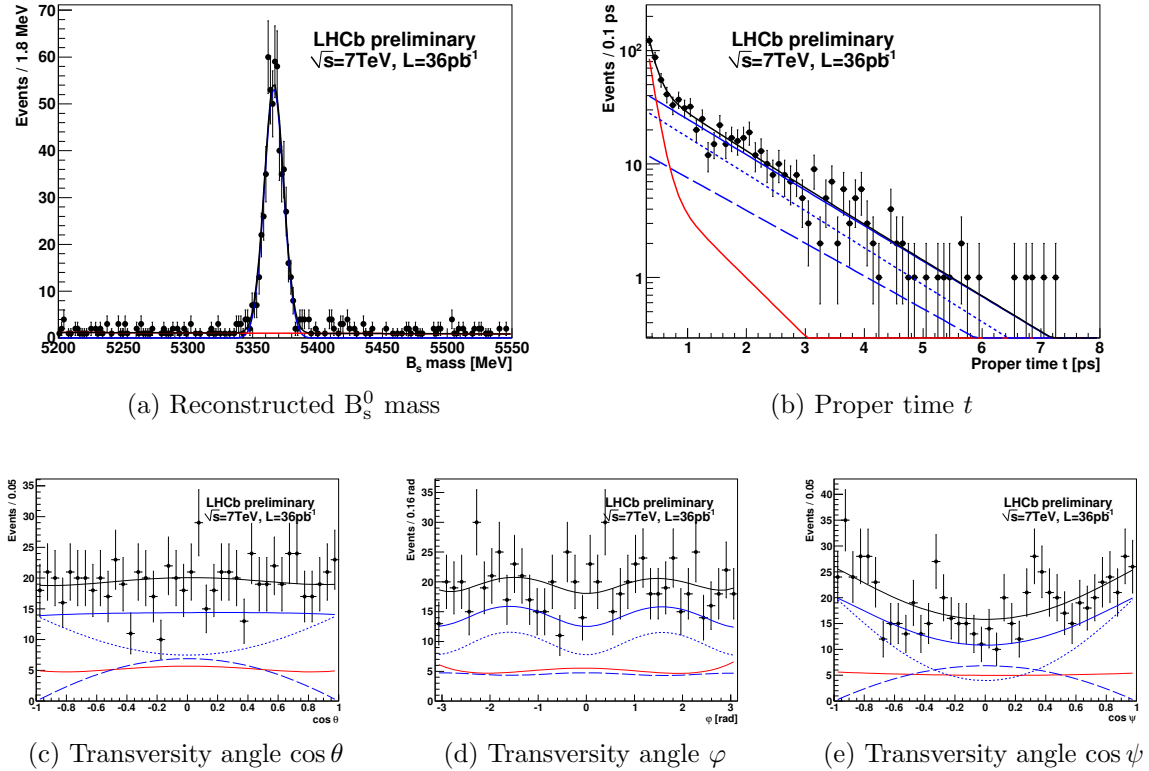 LHCb preliminary
√s=7TeV, L=36pb⁻¹
Events / 1.8 MeV
70
60
50
40
30
20
10
0
5200 5250 5300 5350 5400 5450 5500 5550
B_s mass [MeV]
(a) Reconstructed B_s^0 mass
LHCb preliminary
√s=7TeV, L=36pb⁻¹
Events / 0.1 ps
10²
10
1
1 2 3 4 5 6 7 8
Proper time t [ps]
(b) Proper time t
LHCb preliminary
√s=7TeV, L=36pb⁻¹
Events / 0.05
35
30
25
20
15
10
5
0
-1 -0.8 -0.6 -0.4 -0.2 0 0.2 0.4 0.6 0.8 1
cos θ
(c) Transversity angle cos θ
LHCb preliminary
√s=7TeV, L=36pb⁻¹
Events / 0.16 rad
35
30
25
20
15
10
5
0
-3 -2 -1 0 1 2 3
φ [rad]
(d) Transversity angle φ
LHCb preliminary
√s=7TeV, L=36pb⁻¹
Events / 0.05
40
35
30
25
20
15
10
5
0
-1 -0.8 -0.6 -0.4 -0.2 0 0.2 0.4 0.6 0.8 1
cos ψ
(e) Transversity angle cos ψ